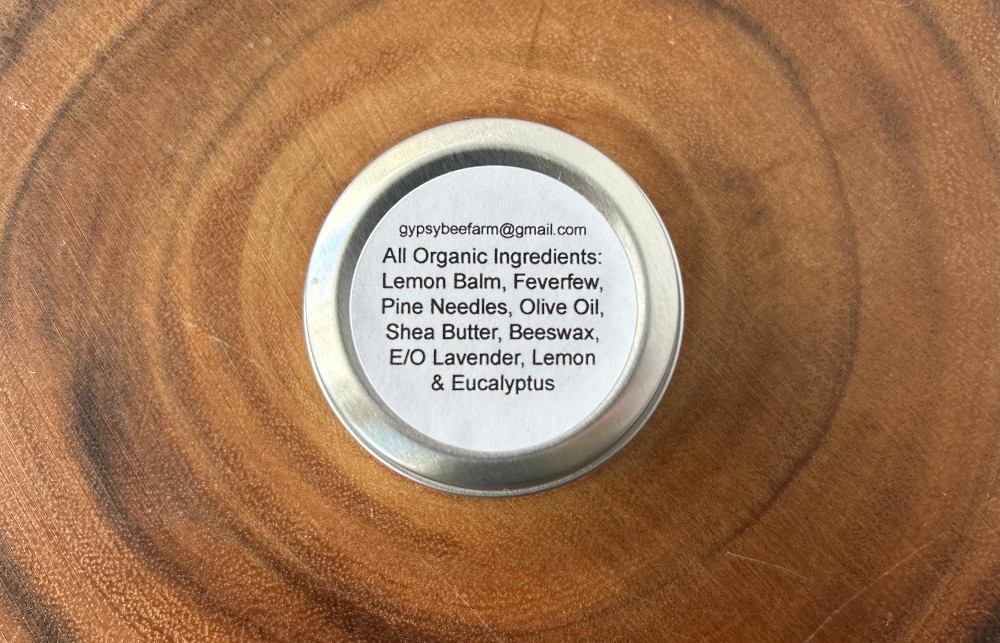 gypsybeefarm@gmail.com
All Organic Ingredients:
Lemon Balm, Feverfew,
Pine Needles, Olive Oil,
Shea Butter, Beeswax,
E/O Lavender, Lemon
& Eucalyptus